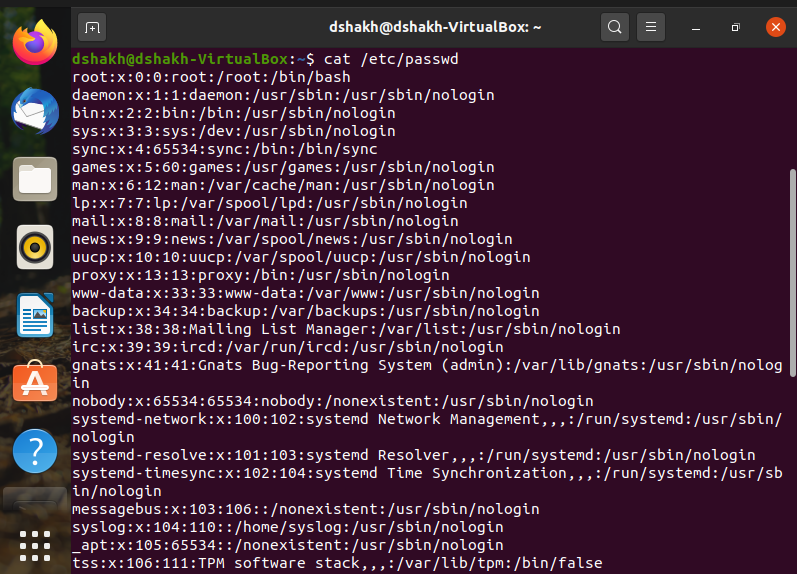 dshakh@dshakh-VirtualBox: ~
dshakh@dshakh-VirtualBox:~$ cat /etc/passwd
root:x:0:0:root:/root:/bin/bash
daemon:x:1:1:daemon:/usr/sbin:/usr/sbin/nologin
bin:x:2:2:bin:/bin:/usr/sbin/nologin
sys:x:3:3:sys:/dev:/usr/sbin/nologin
sync:x:4:65534:sync:/bin:/bin/sync
games:x:5:60:games:/usr/games:/usr/sbin/nologin
man:x:6:12:man:/var/cache/man:/usr/sbin/nologin
lp:x:7:7:lp:/var/spool/lpd:/usr/sbin/nologin
mail:x:8:8:mail:/var/mail:/usr/sbin/nologin
news:x:9:9:news:/var/spool/news:/usr/sbin/nologin
uucp:x:10:10:uucp:/var/spool/uucp:/usr/sbin/nologin
proxy:x:13:13:proxy:/bin:/usr/sbin/nologin
www-data:x:33:33:www-data:/var/www:/usr/sbin/nologin
backup:x:34:34:backup:/var/backups:/usr/sbin/nologin
list:x:38:38:Mailing List Manager:/var/list:/usr/sbin/nologin
irc:x:39:39:ircd:/var/run/ircd:/usr/sbin/nologin
gnats:x:41:41:Gnats Bug-Reporting System (admin):/var/lib/gnats:/usr/sbin/nolog
in
nobody:x:65534:65534:nobody:/nonexistent:/usr/sbin/nologin
systemd-network:x:100:102:systemd Network Management,,,:/run/systemd:/usr/sbin/
nologin
systemd-resolve:x:101:103:systemd Resolver,,,:/run/systemd:/usr/sbin/nologin
systemd-timesync:x:102:104:systemd Time Synchronization,,,:/run/systemd:/usr/sb
in/nologin
messagebus:x:103:106::/nonexistent:/usr/sbin/nologin
syslog:x:104:110::/home/syslog:/usr/sbin/nologin
_apt:x:105:65534::/nonexistent:/usr/sbin/nologin
tss:x:106:111:TPM software stack,,,:/var/lib/tpm:/bin/false